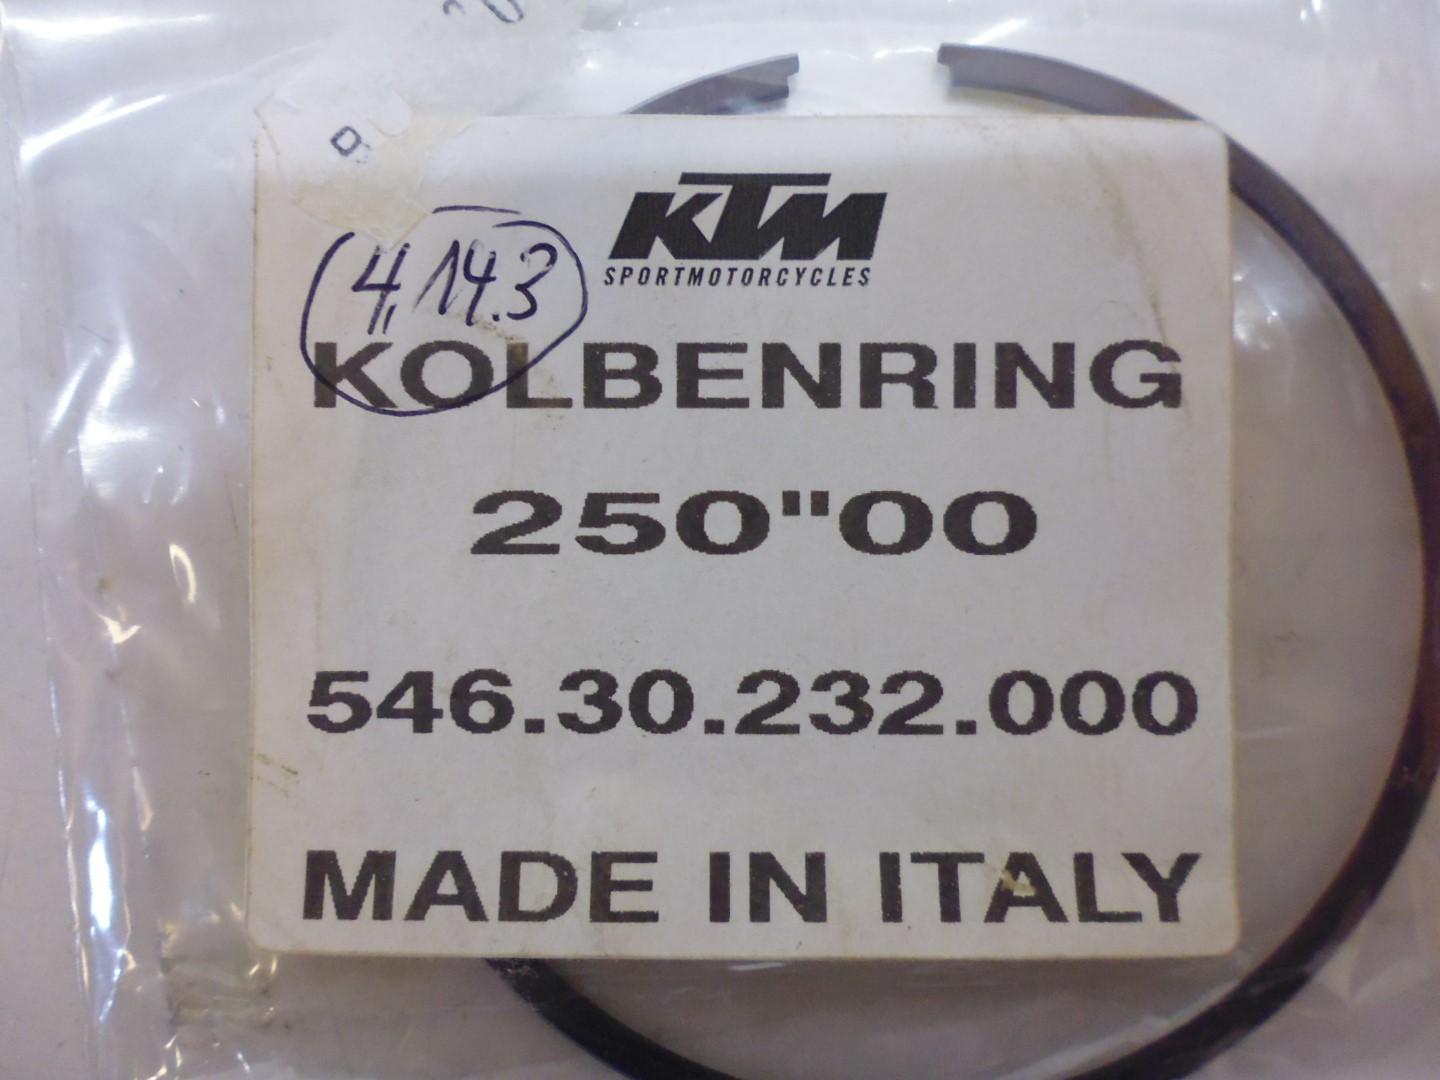 KTM
SPORTMOTORCYCLES
4,14.3
KOLBENRING
250"00
546.30.232.000
MADE IN ITALY